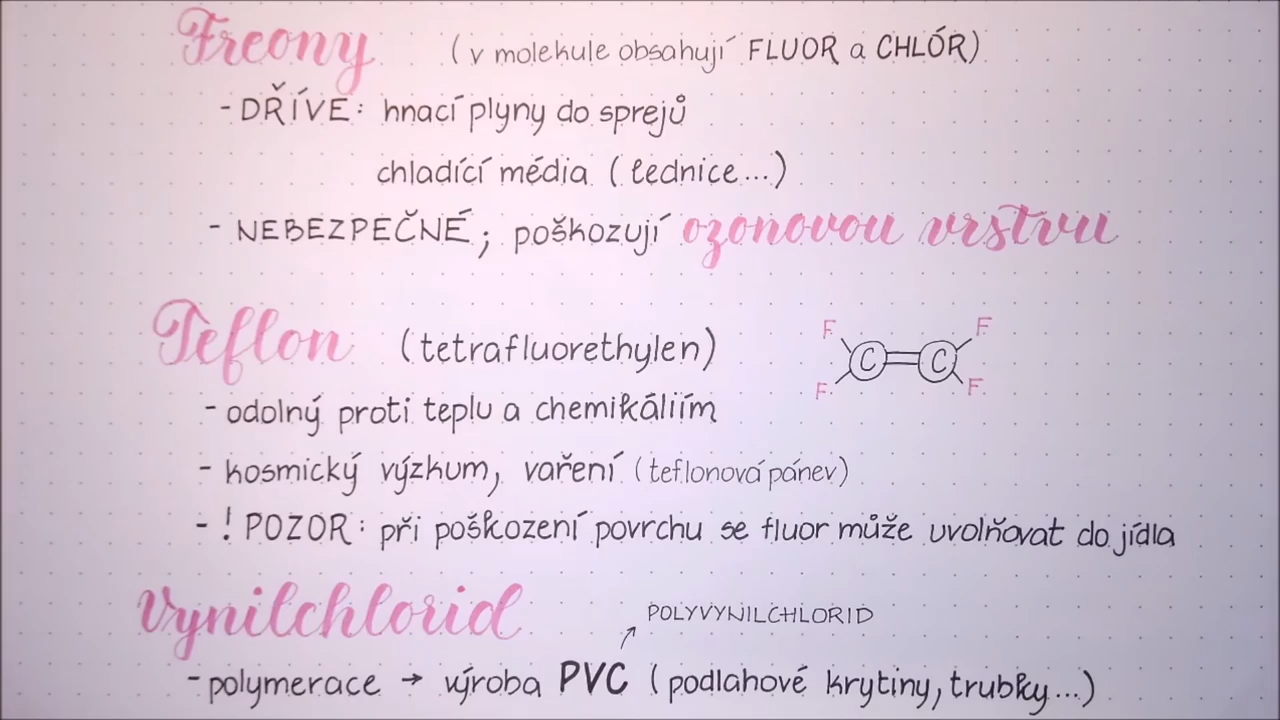 Freony (v molekule obsahují FLUOR a CHLÓR)
- DŘÍVE: hnací plyny do sprejů
chladící média (lednice...)
- NEBEZPEČNÉ; poškozují ozonovou vrstvu
Teflon (tetrafluorethylen)
F F
C = C
F F
- odolný proti teplu a chemikáliím
- kosmický výzkum, vaření (teflonová pánev)
- ! POZOR: při poškození povrchu se fluor může uvolňovat do jídla
Vynilchlorid
POLYVYNILCHLORID
- polymerace → výroba PVC (podlahové krytiny, trubky...)